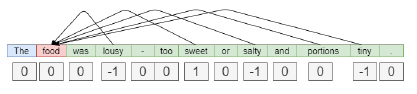 The food was lousy - too sweet or salty and portions tiny .
0 0 0 -1 0 0 1 0 -1 0 0 -1 0